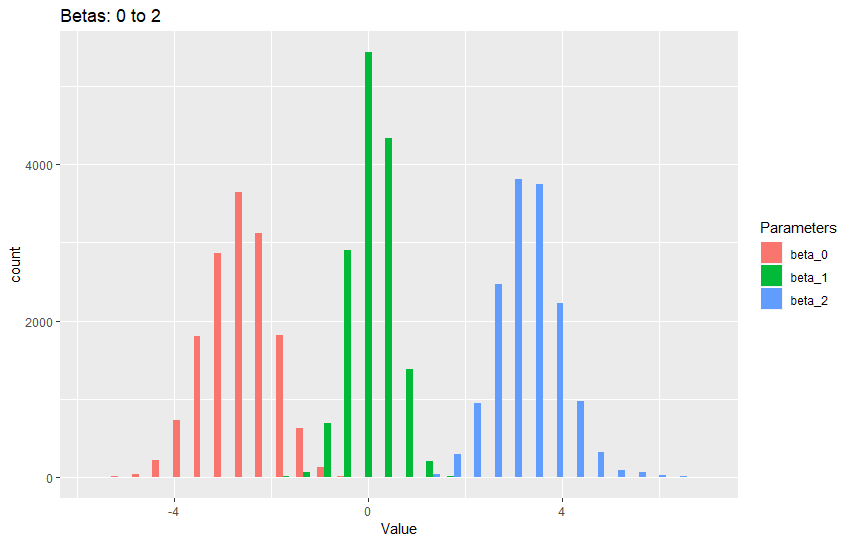 Betas: 0 to 2
4000
2000
0
count
-4
0
4
Value
Parameters
beta_0
beta_1
beta_2